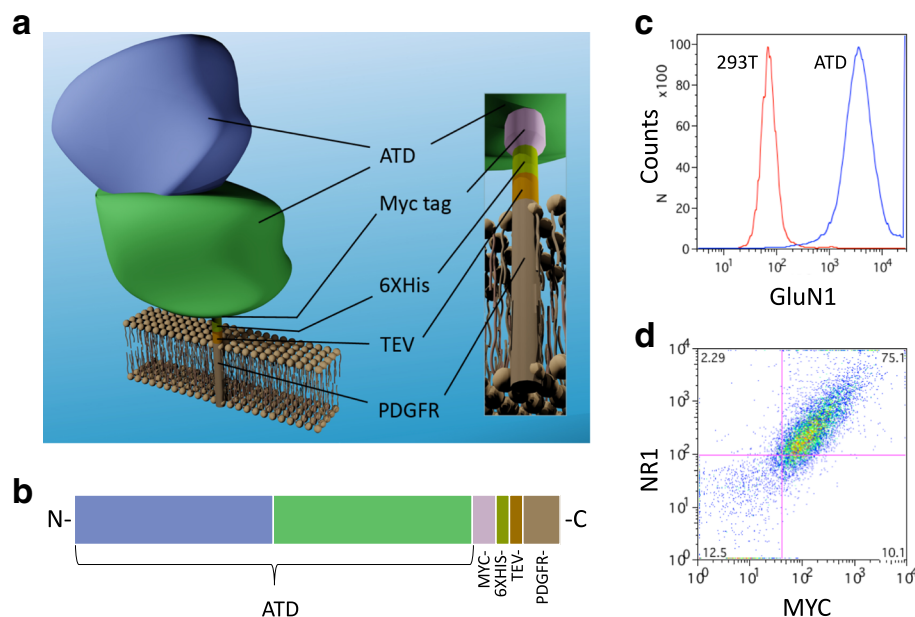 a
ATD
Myc tag
6XHis
TEV
PDGFR
b
N-
-C
MYC-
6XHIS-
TEV-
PDGFR-
ATD
c
293T
ATD
x100
Counts
N
100
80
60
40
20
0
10¹ 10² 10³ 10⁴
GluN1
d
2.29 75.1
12.5 10.1
10⁴
10³
10²
10¹
10⁰
NR1
10⁰ 10¹ 10² 10³ 10⁴
MYC